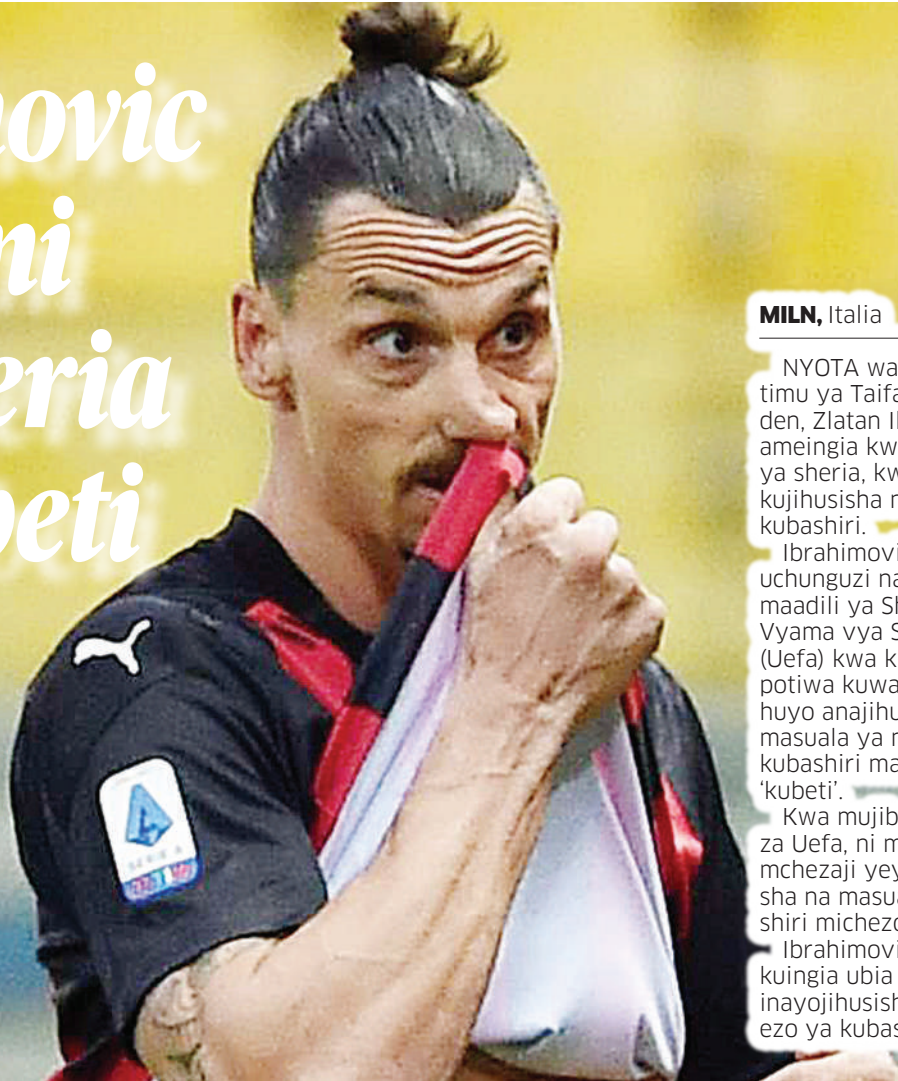 novic
ni
eria
beti
MILN, Italia
NYOTA wa
timu ya Taifa
den, Zlatan Ib
ameingia kw
ya sheria, kw
kujihusisha n
kubashiri.
Ibrahimovi
uchunguzi na
maadili ya Sh
Vyama vya S
(Uefa) kwa k
potiwa kuwa
huyo anajihu
masuala ya m
kubashiri ma
‘kubeti’.
Kwa mujib
za Uefa, ni m
mchezaji yey
sha na masua
shiri michezo
Ibrahimovi
kuingia ubia
inayojihusish
ezo ya kubas
SERIE A